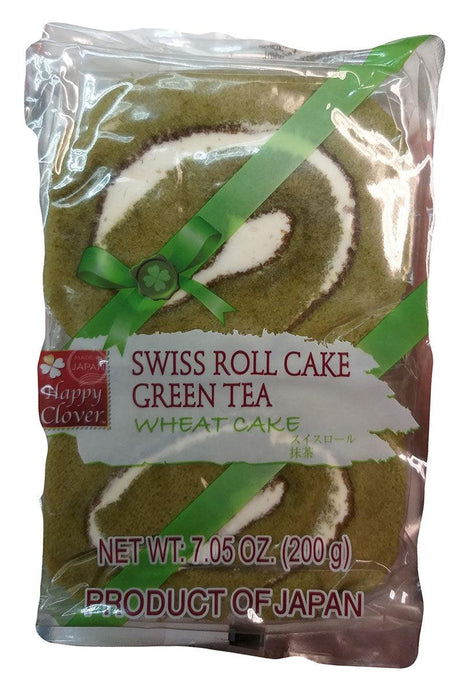 MADE IN
JAPAN
Happy
Clover
SWISS ROLL CAKE
GREEN TEA
WHEAT CAKE
スイスロール
抹茶
NET WT: 7.05 OZ. (200 g)
PRODUCT OF JAPAN